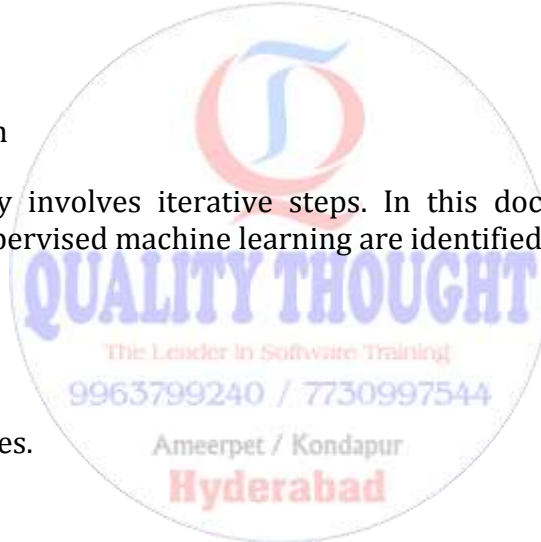 n
y involves iterative steps. In this doc
pervised machine learning are identified
QUALITY THOUGHT
The Leader in Software Training
9963799240 / 7730997544
es.
Ameerpet / Kondapur
Hyderabad